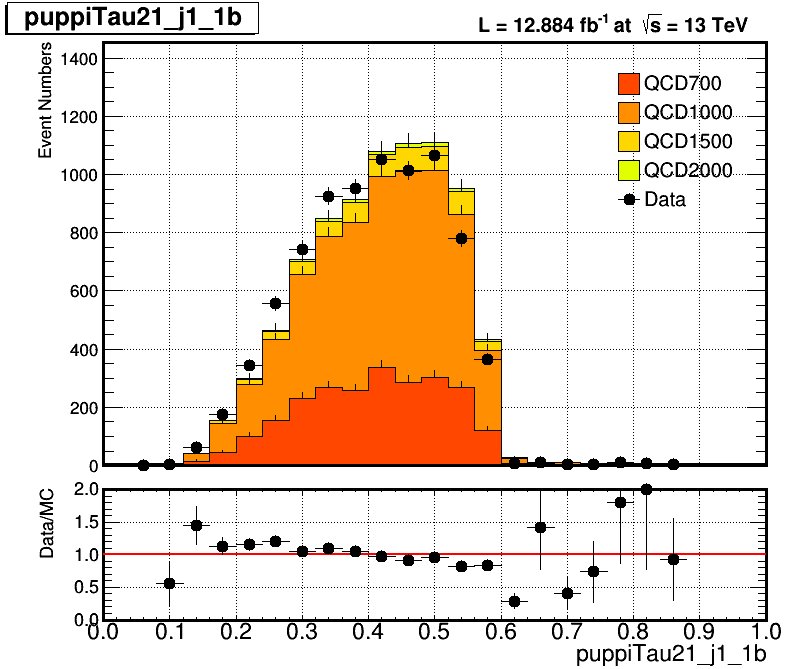 puppiTau21_j1_1b
L = 12.884 fb-1 at √s = 13 TeV
Event Numbers
1400
1200
1000
800
600
400
200
0
QCD700
QCD1000
QCD1500
QCD2000
Data
Data/MC
2.0
1.5
1.0
0.5
0.0
0.0 0.1 0.2 0.3 0.4 0.5 0.6 0.7 0.8 0.9 1.0
puppiTau21_j1_1b